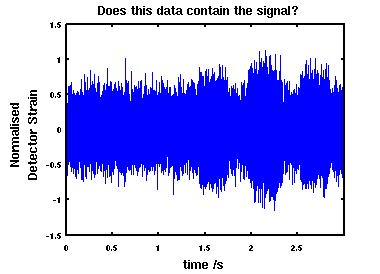 Does this data contain the signal?
1.5
1
0.5
0
-0.5
-1
-1.5
Normalised
Detector Strain
0 0.5 1 1.5 2 2.5
time /s